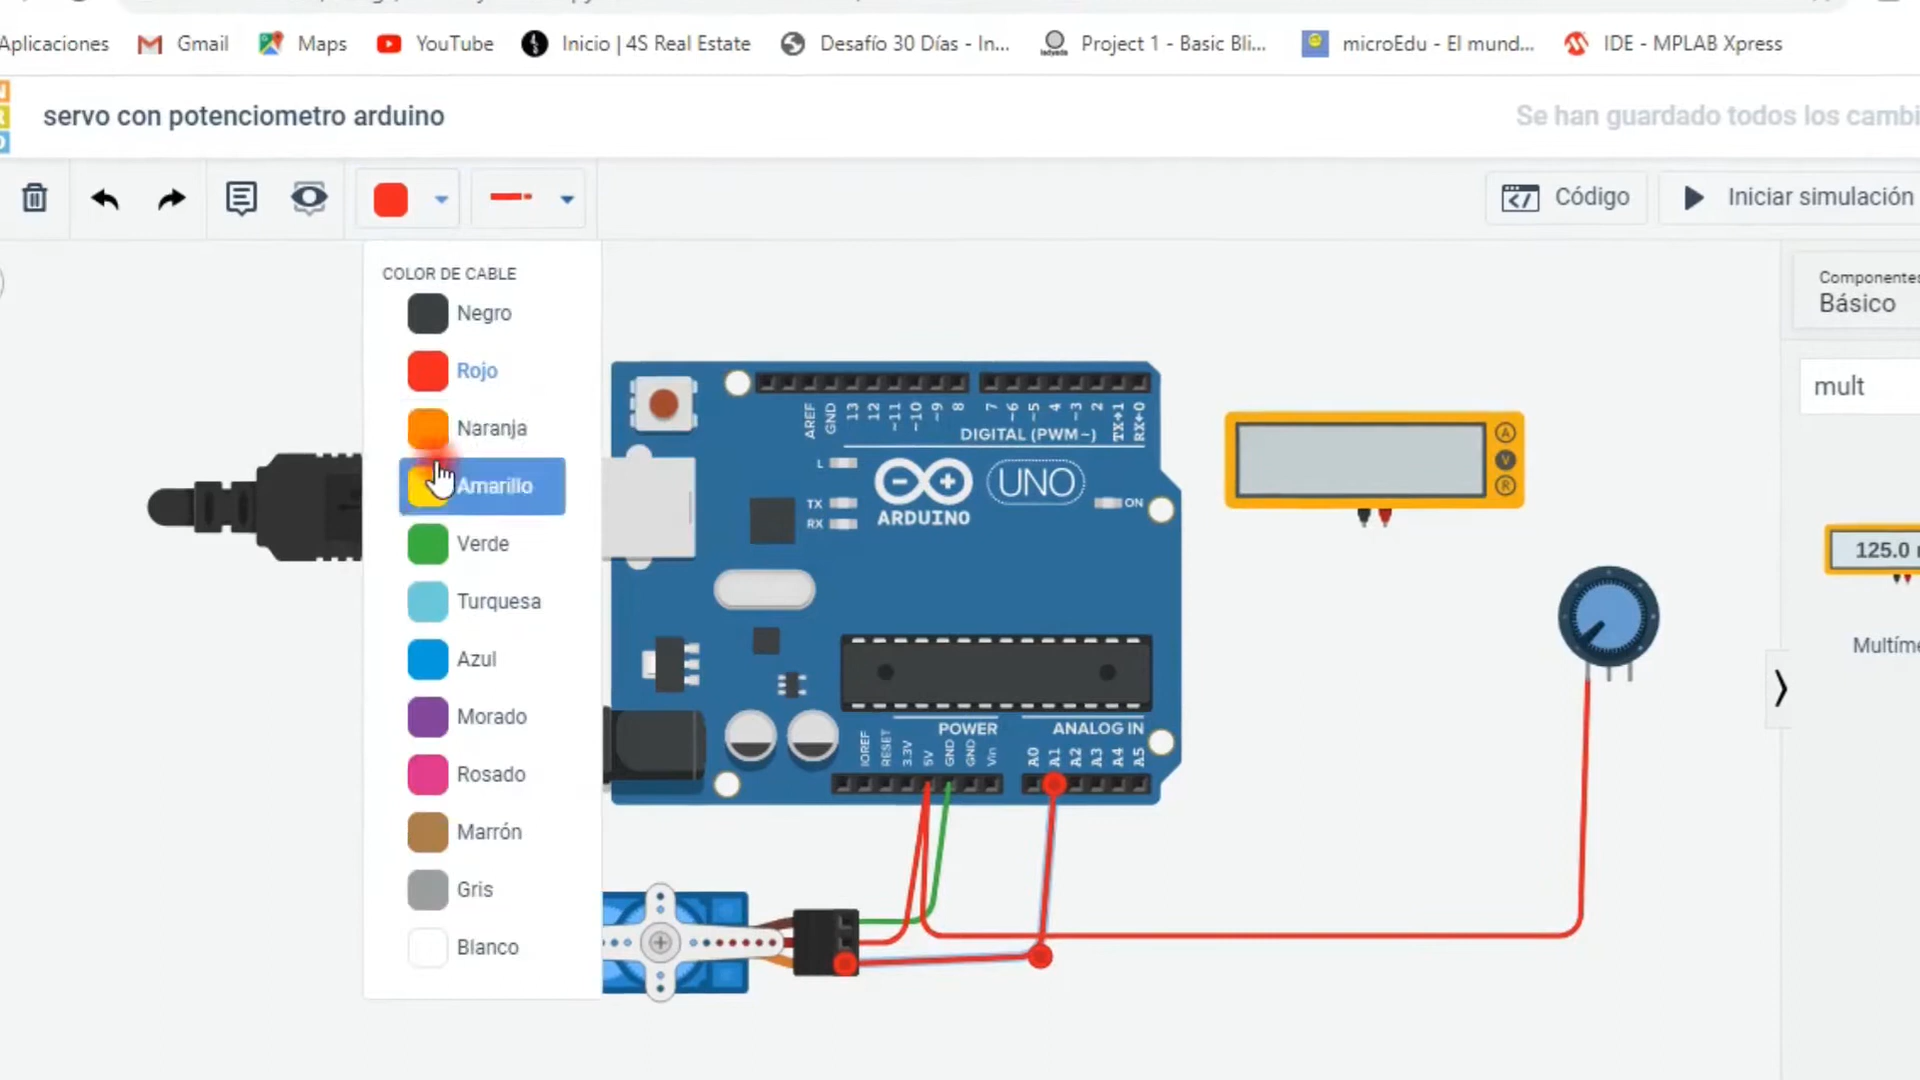 Aplicaciones Gmail Maps YouTube Inicio | 4S Real Estate Desafío 30 Días - In... Project 1 - Basic Bli... microEdu - El mund... IDE - MPLAB Xpress
servo con potenciometro arduino
Se han guardado todos los cambi
Código
Iniciar simulación
COLOR DE CABLE
Negro
Rojo
Naranja
Amarillo
Verde
Turquesa
Azul
Morado
Rosado
Marrón
Gris
Blanco
AREF GND 13 12 ~11 ~10 ~9 8 7 ~6 ~5 4 ~3 2 TX→1 RX←0
DIGITAL (PWM~)
L
TX
RX
UNO
ON
ARDUINO
POWER
ANALOG IN
IOREF RESET 3.3V 5V GND GND Vin A0 A1 A2 A3 A4 A5
A
V
R
Componentes
Básico
mult
125.0
Multíme